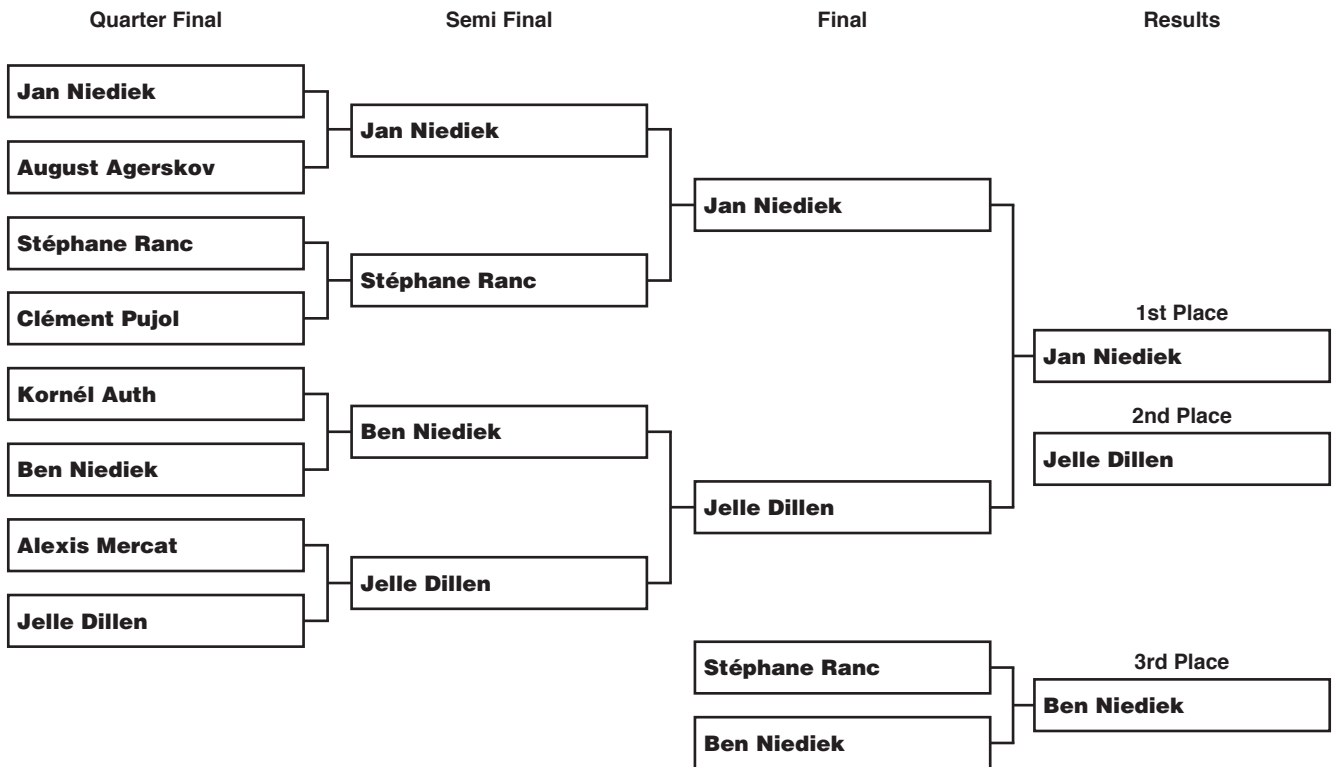 Quarter Final
Semi Final
Final
Results
Jan Niediek
August Agerskov
Stéphane Ranc
Clément Pujol
Kornél Auth
Ben Niediek
Alexis Mercat
Jelle Dillen
Jan Niediek
Stéphane Ranc
Ben Niediek
Jelle Dillen
Jan Niediek
Jelle Dillen
Stéphane Ranc
Ben Niediek
1st Place
Jan Niediek
2nd Place
Jelle Dillen
3rd Place
Ben Niediek